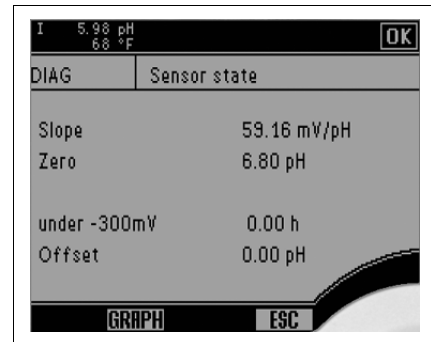 I 5.98 pH OK
68 °F
DIAG Sensor state
Slope 59.16 mV/pH
Zero 6.80 pH
under -300mV 0.00 h
Offset 0.00 pH
GRAPH ESC